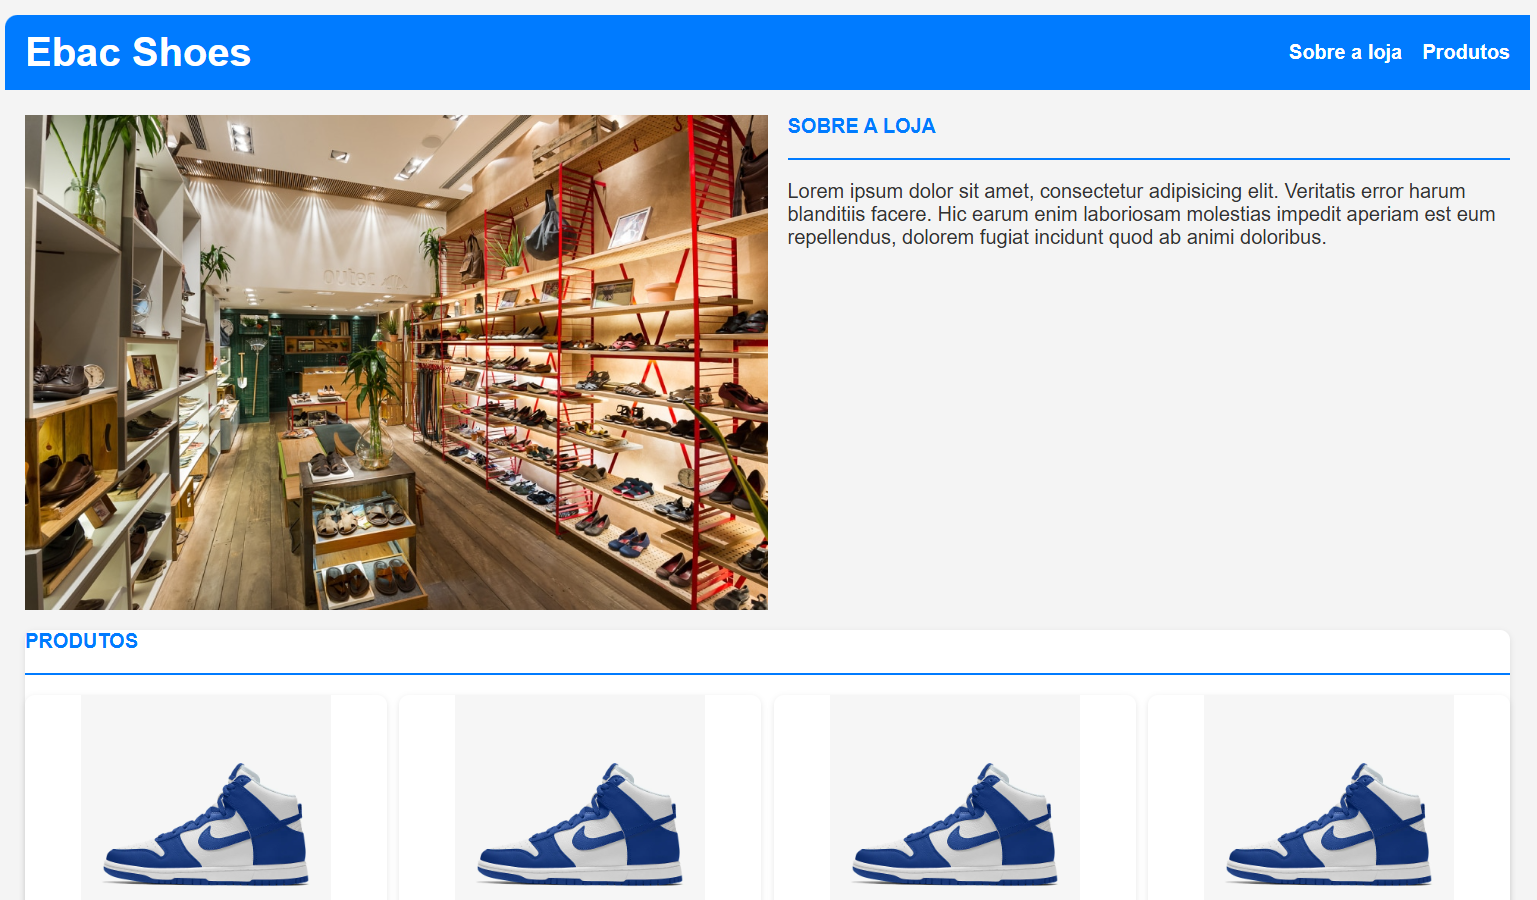 Ebac Shoes
Sobre a loja Produtos
SOBRE A LOJA
Lorem ipsum dolor sit amet, consectetur adipisicing elit. Veritatis error harum
blanditiis facere. Hic earum enim laboriosam molestias impedit aperiam est eum
repellendus, dolorem fugiat incidunt quod ab animi doloribus.
outer
PRODUTOS